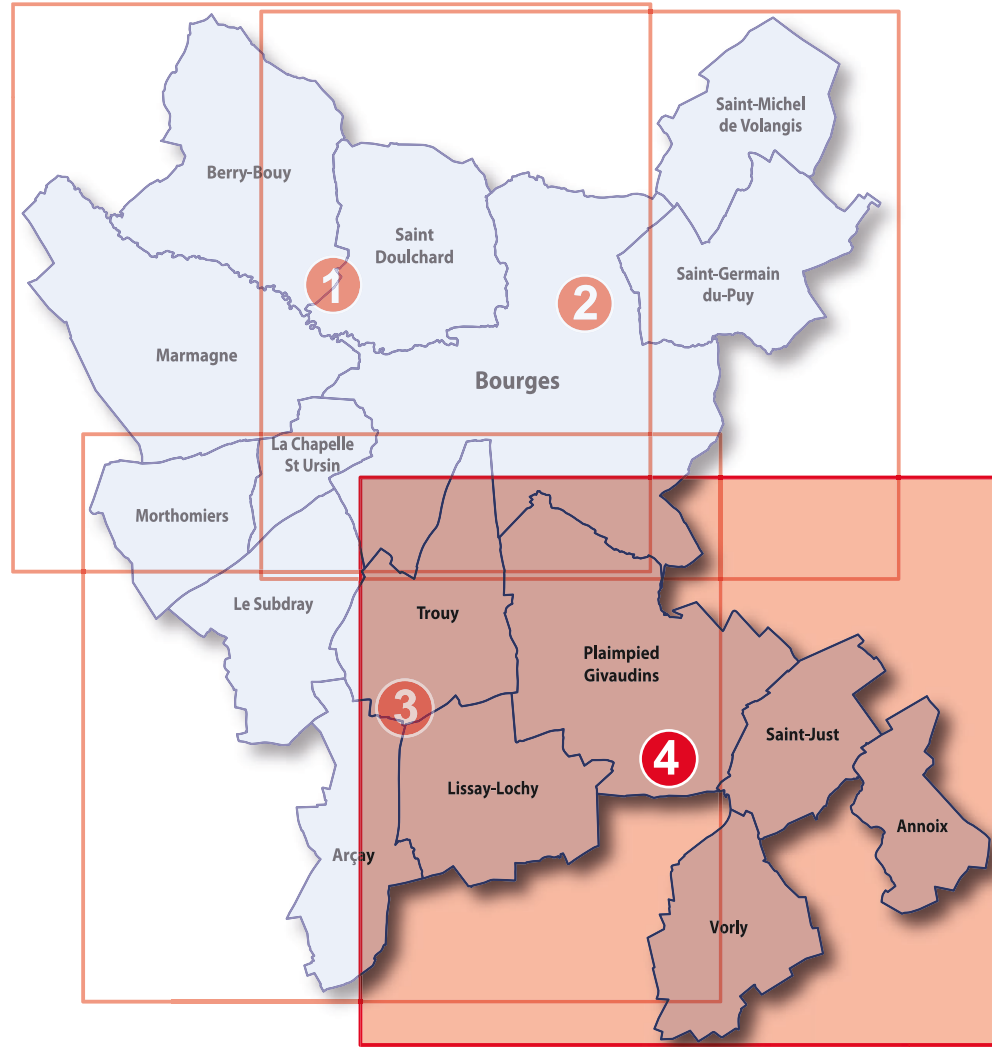 Saint-Michel
de Volangis
Berry-Bouy
Saint
Doulchard
Saint-Germain
du-Puy
1
2
Marmagne
Bourges
La Chapelle
St Ursin
Morthomiers
Le Subdray
Trouy
Plaimpied
Givaudins
3
Saint-Just
4
Lissay-Lochy
Annoix
Arçay
Vorly